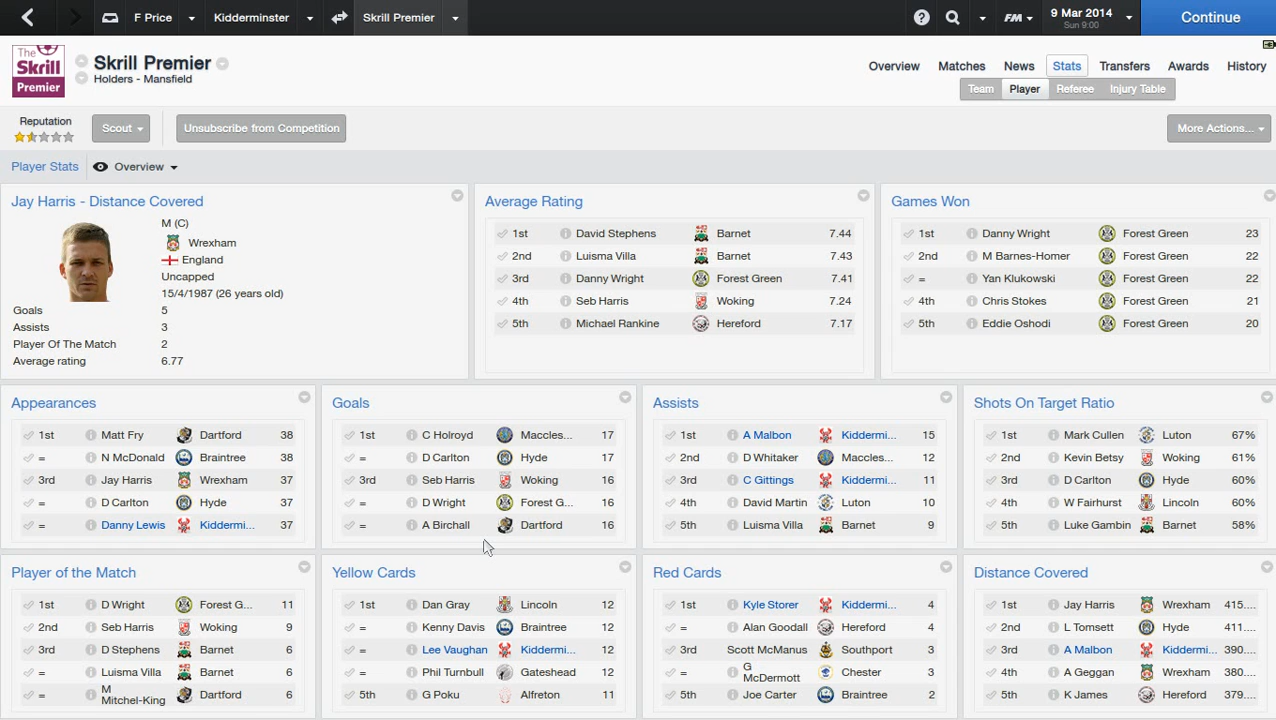 F Price
Kidderminster
Skrill Premier
FM
9 Mar 2014
Sun 9:00
Continue
The
Skrill
Premier
Skrill Premier
Holders - Mansfield
Overview
Matches
News
Stats
Transfers
Awards
History
Team
Player
Referee
Injury Table
Reputation
Scout
Unsubscribe from Competition
More Actions...
Player Stats
Overview
Jay Harris - Distance Covered
M (C)
Wrexham
England
Uncapped
15/4/1987 (26 years old)
Goals 5
Assists 3
Player Of The Match 2
Average rating 6.77
Average Rating
1st David Stephens Barnet 7.44
2nd Luisma Villa Barnet 7.43
3rd Danny Wright Forest Green 7.41
4th Seb Harris Woking 7.24
5th Michael Rankine Hereford 7.17
Games Won
1st Danny Wright Forest Green 23
2nd M Barnes-Homer Forest Green 22
= Yan Klukowski Forest Green 22
4th Chris Stokes Forest Green 21
5th Eddie Oshodi Forest Green 20
Appearances
1st Matt Fry Dartford 38
= N McDonald Braintree 38
3rd Jay Harris Wrexham 37
= D Carlton Hyde 37
= Danny Lewis Kiddermi... 37
Goals
1st C Holroyd Maccles... 17
= D Carlton Hyde 17
3rd Seb Harris Woking 16
= D Wright Forest G... 16
= A Birchall Dartford 16
Assists
1st A Malbon Kiddermi... 15
2nd D Whitaker Maccles... 12
3rd C Gittings Kiddermi... 11
4th David Martin Luton 10
5th Luisma Villa Barnet 9
Shots On Target Ratio
1st Mark Cullen Luton 67%
2nd Kevin Betsy Woking 61%
3rd D Carlton Hyde 60%
4th W Fairhurst Lincoln 60%
5th Luke Gambin Barnet 58%
Player of the Match
1st D Wright Forest G... 11
2nd Seb Harris Woking 9
3rd D Stephens Barnet 6
= Luisma Villa Barnet 6
= M Mitchel-King Dartford 6
Yellow Cards
1st Dan Gray Lincoln 12
= Kenny Davis Braintree 12
= Lee Vaughan Kiddermi... 12
= Phil Turnbull Gateshead 12
5th G Poku Alfreton 11
Red Cards
1st Kyle Storer Kiddermi... 4
= Alan Goodall Hereford 4
3rd Scott McManus Southport 3
= G McDermott Chester 3
5th Joe Carter Braintree 2
Distance Covered
1st Jay Harris Wrexham 415....
2nd L Tomsett Hyde 411....
3rd A Malbon Kiddermi... 390....
4th A Geggan Wrexham 380....
5th K James Hereford 379....